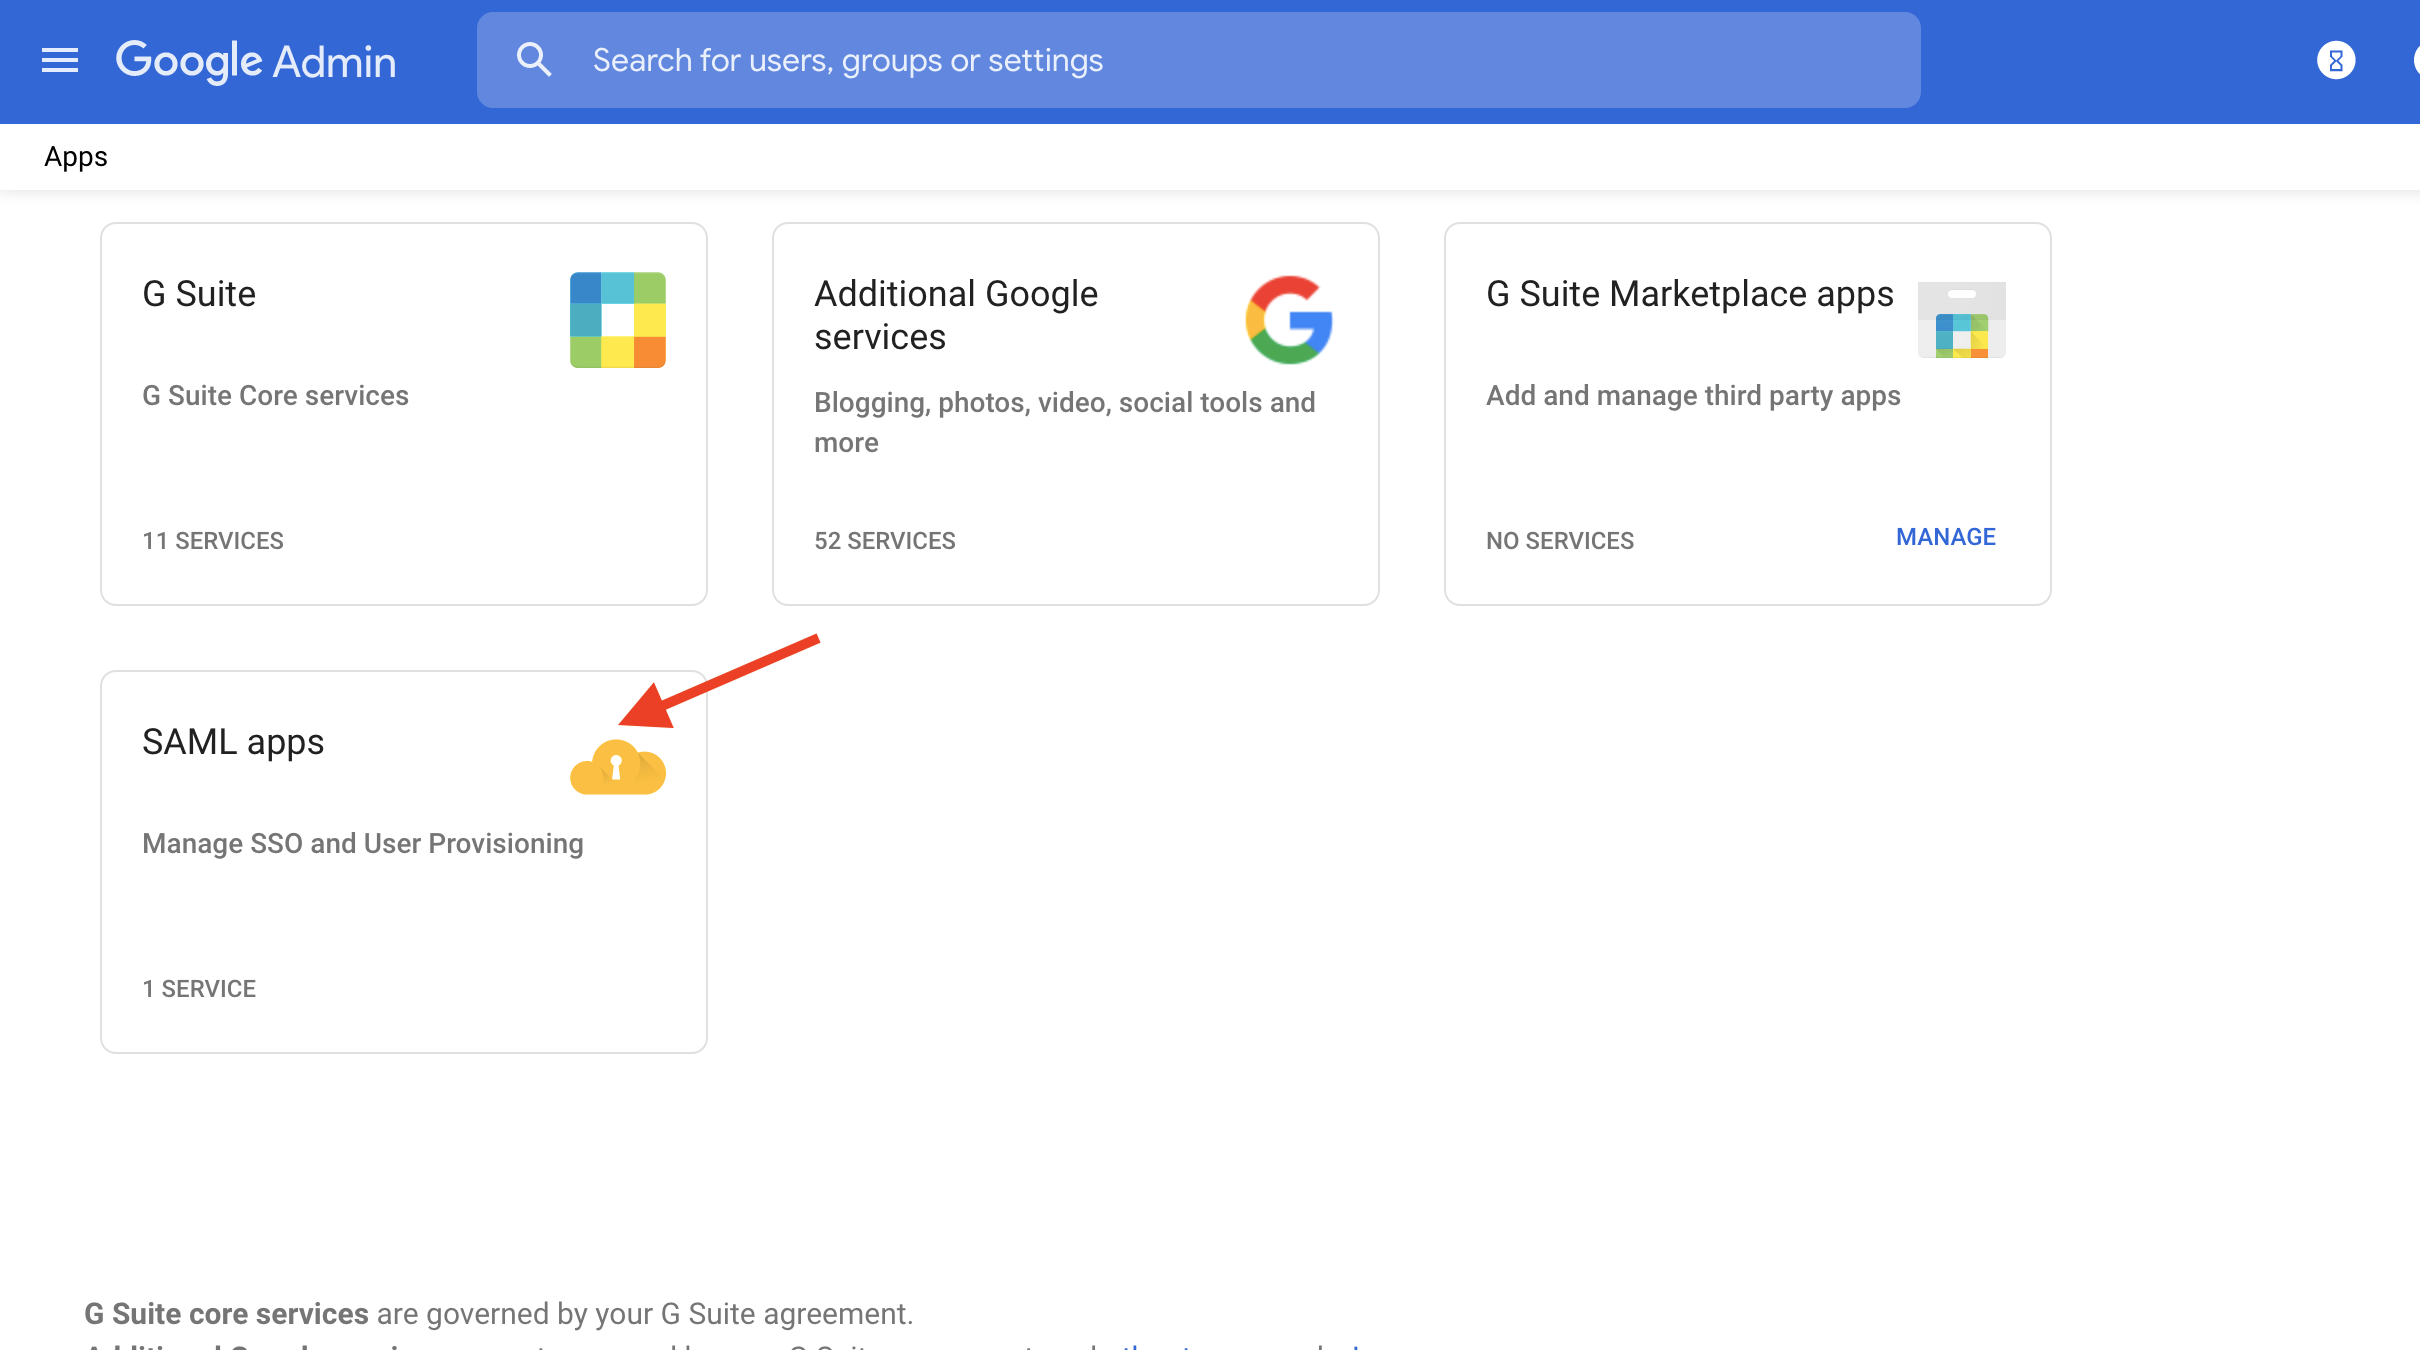 Google Admin
Search for users, groups or settings
Apps
G Suite
G Suite Core services
11 SERVICES
Additional Google
services
Blogging, photos, video, social tools and
more
52 SERVICES
G Suite Marketplace apps
Add and manage third party apps
NO SERVICES
MANAGE
SAML apps
Manage SSO and User Provisioning
1 SERVICE
G Suite core services are governed by your G Suite agreement.